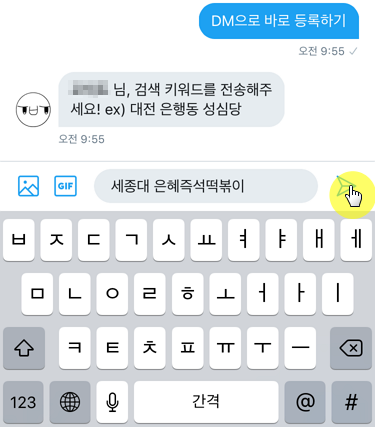 DM으로 바로 등록하기
오전 9:55 ✓
님, 검색 키워드를 전송해주
세요! ex) 대전 은행동 성심당
오전 9:55
GIF
세종대 은혜즉석떡볶이
ㅂ ㅈ ㄷ ㄱ ㅅ ㅛ ㅕ ㅑ ㅐ ㅔ
ㅁ ㄴ ㅇ ㄹ ㅎ ㅗ ㅓ ㅏ ㅣ
ㅋ ㅌ ㅊ ㅍ ㅠ ㅜ ㅡ
123 간격 @ #